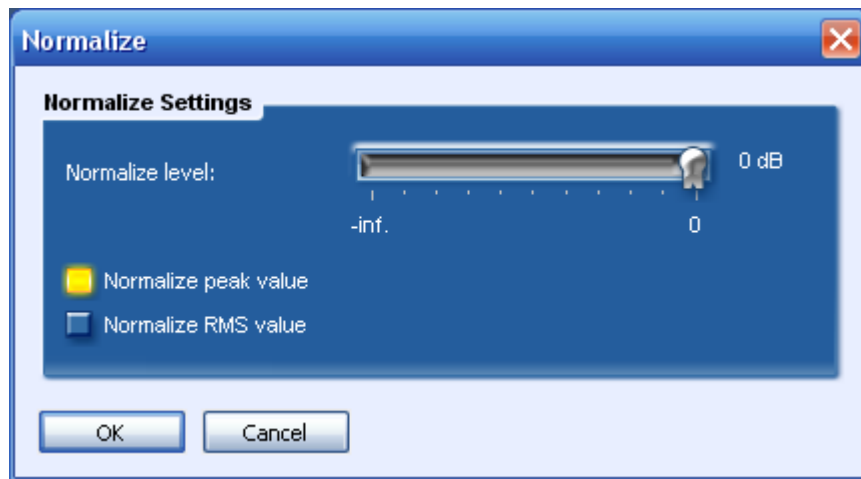 Normalize
Normalize Settings
Normalize level:
0 dB
-inf.
0
Normalize peak value
Normalize RMS value
OK
Cancel